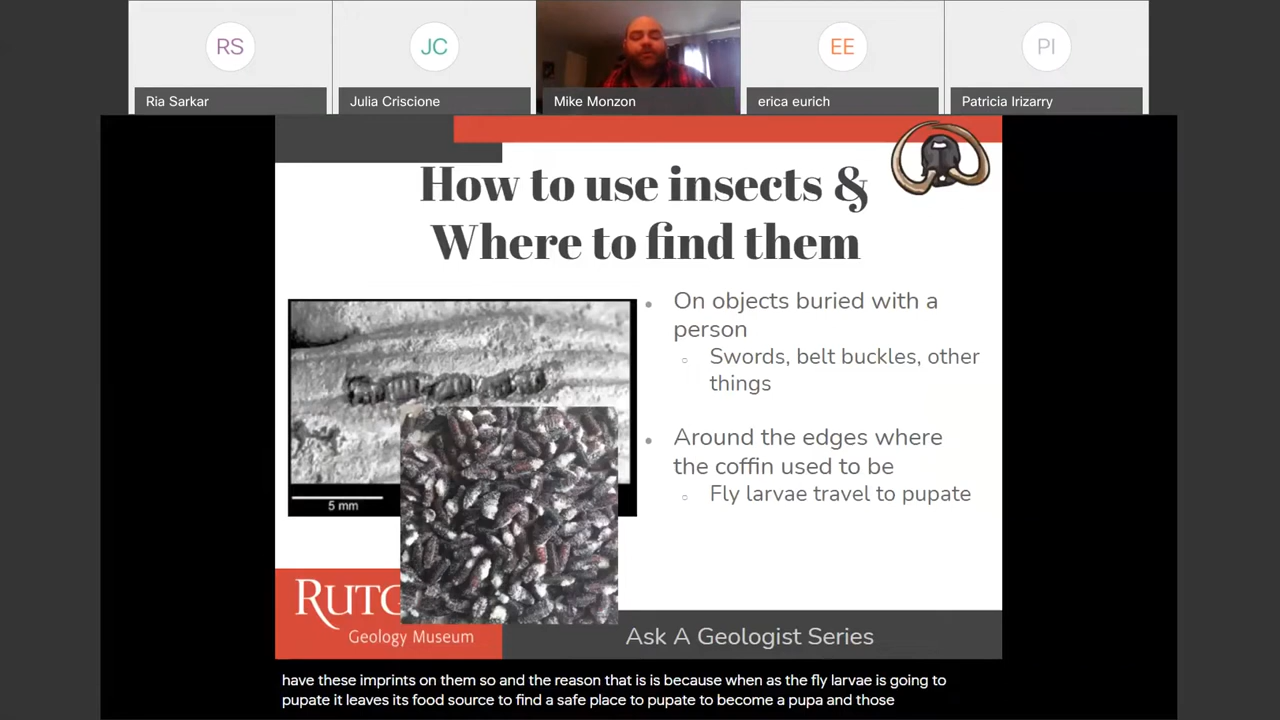 RS
JC
EE
PI
Ria Sarkar
Julia Criscione
Mike Monzon
erica eurich
Patricia Irizarry
How to use insects &
Where to find them
5 mm
• On objects buried with a
person
○ Swords, belt buckles, other
things
• Around the edges where
the coffin used to be
○ Fly larvae travel to pupate
Geology Museum
Ask A Geologist Series
have these imprints on them so and the reason that is is because when as the fly larvae is going to
pupate it leaves its food source to find a safe place to pupate to become a pupa and those